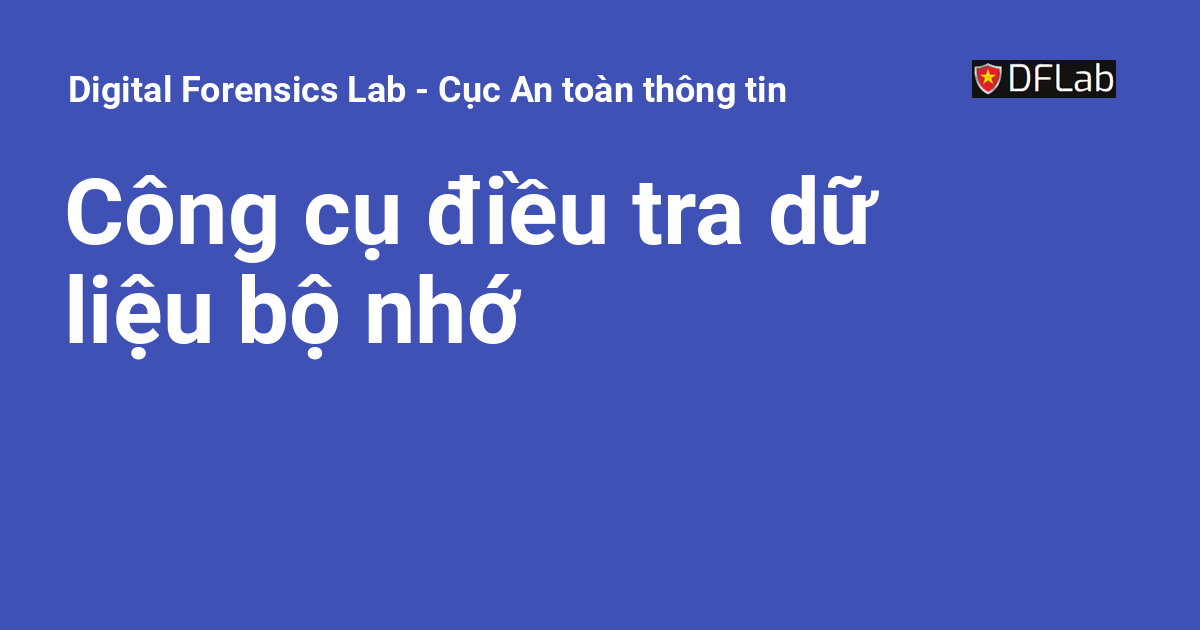 Digital Forensics Lab - Cục An toàn thông tin
DFLab
Công cụ điều tra dữ
liệu bộ nhớ